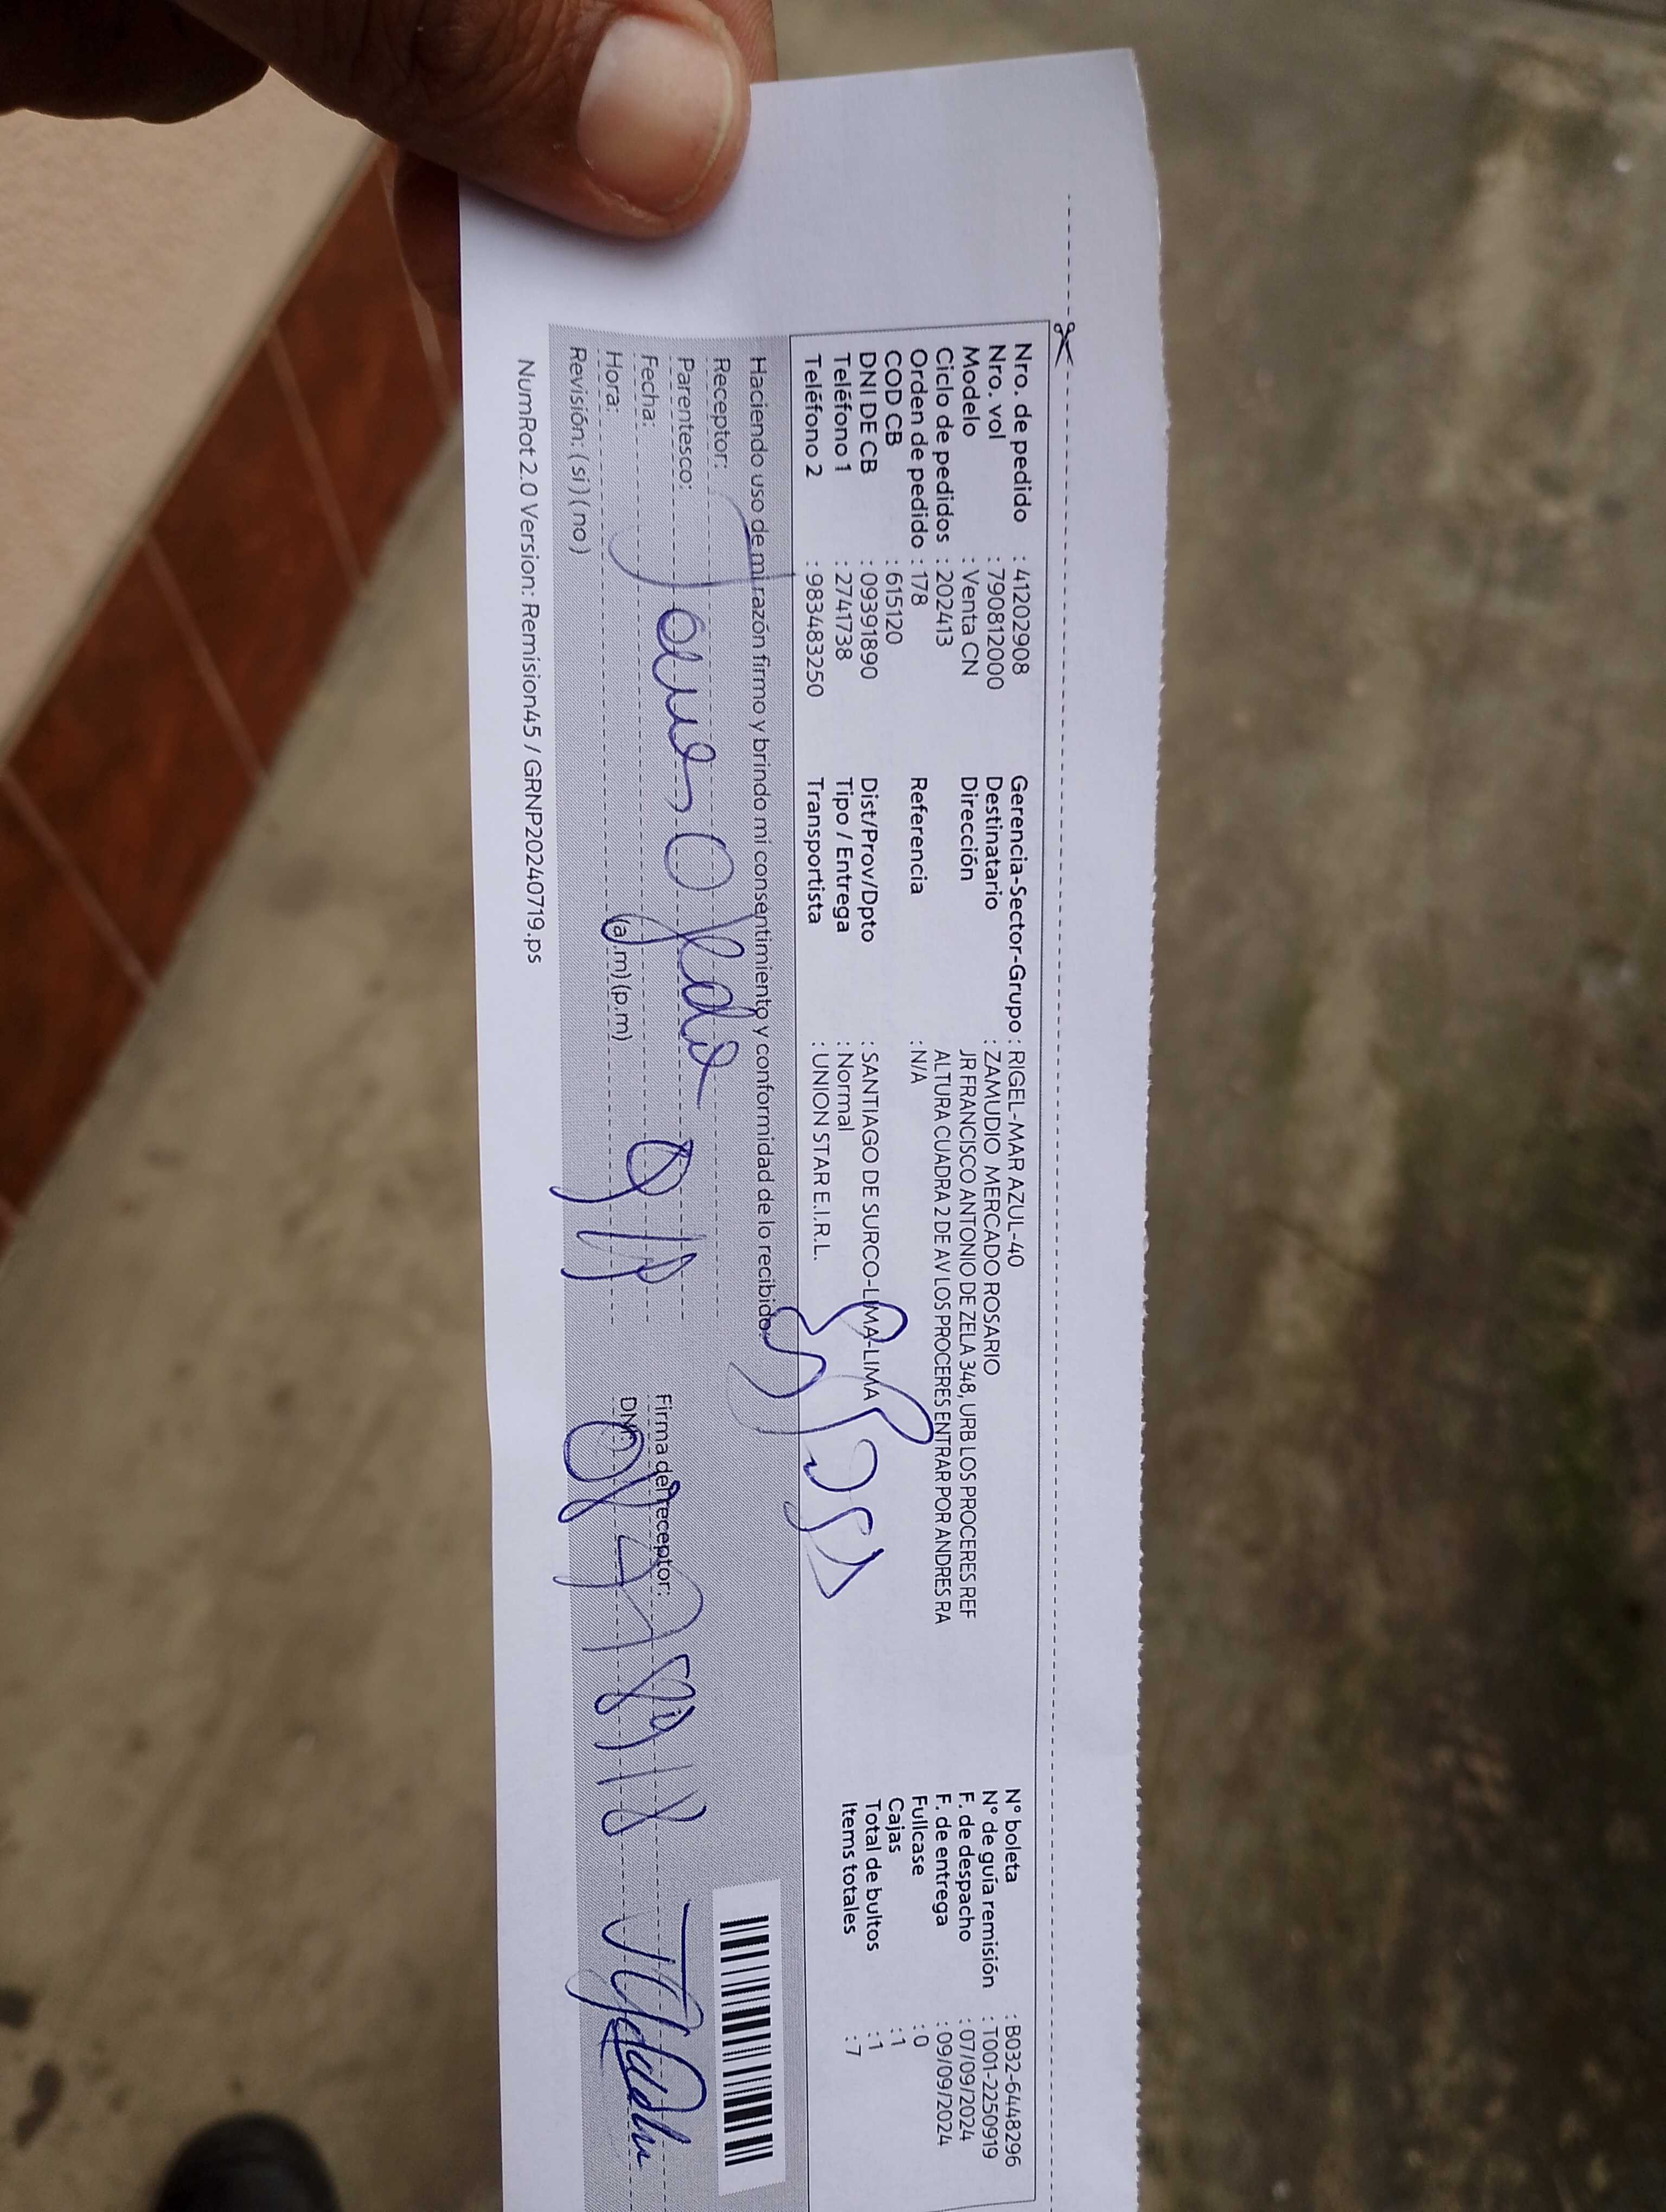 Nro. de pedido : 41202908
Nro. vol : 790812000
Modelo : Venta CN
Ciclo de pedidos : 202413
Orden de pedido : 178
COD CB : 615120
DNI DE CB : 09391890
Teléfono 1 : 2741738
Teléfono 2 : 983483250
Gerencia-Sector-Grupo : RIGEL-MAR AZUL-40
Destinatario : ZAMUDIO MERCADO ROSARIO
Dirección JR FRANCISCO ANTONIO DE ZELA 348, URB LOS PROCERES REF
ALTURA CUADRA 2 DE AV LOS PROCERES ENTRAR POR ANDRES RA
Referencia : N/A
Dist/Prov/Dpto : SANTIAGO DE SURCO-LIMA-LIMA
Tipo / Entrega : Normal
Transportista : UNION STAR E.I.R.L.
N° boleta : B032-6448296
N° de guía remisión : T001-2250919
F. de despacho : 07/09/2024
F. de entrega : 09/09/2024
Fullcase : 0
Cajas : 1
Total de bultos : 1
Items totales : 7
Haciendo uso de mi razón firmo y brindo mi consentimiento y conformidad de lo recibido.
Receptor:
Parentesco:
Fecha:
Hora: (a.m) (p.m)
Revisión: ( si ) ( no )
Firma del receptor:
DNI:
NumRot 2.0 Version: Remision45 / GRNP20240719.ps